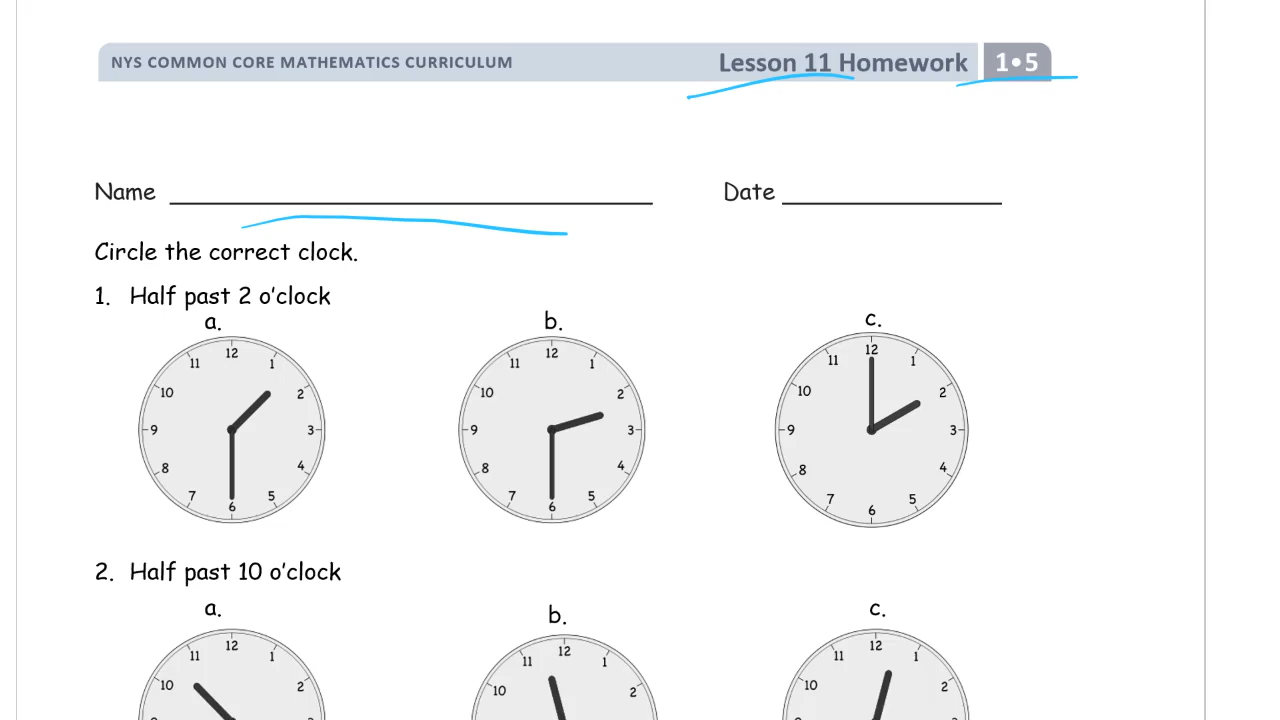 NYS COMMON CORE MATHEMATICS CURRICULUM
Lesson 11 Homework 1•5
Name
Date
Circle the correct clock.
1. Half past 2 o'clock
a. b. c.
12 1 2 3 4 5 6 7 8 9 10 11
12 1 2 3 4 5 6 7 8 9 10 11
12 1 2 3 4 5 6 7 8 9 10 11
2. Half past 10 o'clock
a. b. c.
10 11 12 1 2
10 11 12 1 2
10 11 12 1 2